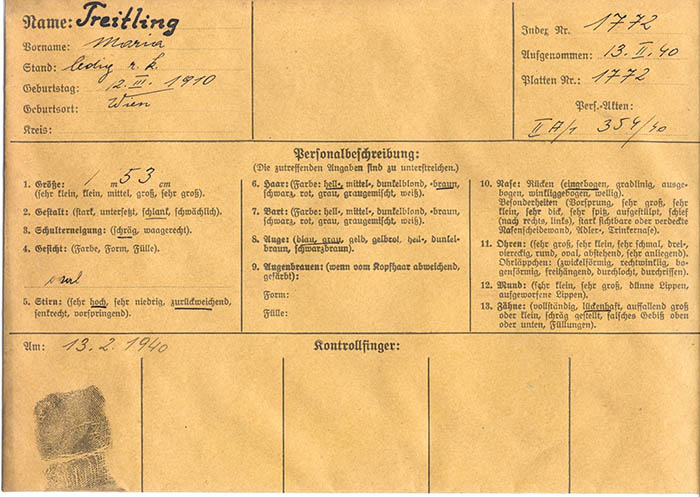 Name: Treitling
Vorname: Maria
Stand: ledig r. k.
Geburtstag: 12. III. 1910
Geburtsort: Wien
Kreis:
Index Nr. 1772
Aufgenommen: 13. II. 40
Platten Nr.: 1772
Pers.-Akten:
II A/1 354/40
Personalbeschreibung:
(Die zutreffenden Angaben sind zu unterstreichen.)
1. Größe: 1 m 53 cm
(sehr klein, klein, mittel, groß, sehr groß).
2. Gestalt: (stark, untersetzt, schlank, schwächlich).
3. Schulterneigung: (schräg, waagerecht).
4. Gesicht: (Farbe, Form, Fülle).
oval
5. Stirn: (sehr hoch, sehr niedrig, zurückweichend,
senkrecht, vorspringend).
6. Haar: (Farbe: hell-, mittel-, dunkelblond, -braun,
schwarz, rot, grau, graugemischt, weiß).
7. Bart: (Farbe: hell-, mittel-, dunkelblond, -braun,
schwarz, rot, grau, graugemischt, weiß).
8. Auge: (blau, grau, gelb, gelbrot, hell-, dunkel-
braun, schwarzbraun).
9. Augenbrauen: (wenn vom Kopfhaar abweichend,
gefärbt):
Form:
Fülle:
10. Nase: Rücken (eingebogen, gradlinig, ausge-
bogen, winkliggebogen, wellig).
Besonderheiten (Vorsprung, sehr groß, sehr
klein, sehr dick, sehr spitz, aufgestülpt, schief
(nach rechts, links), stark sichtbare oder verdeckte
Nasenscheidewand, Adler-, Trinkernase).
11. Ohren: (sehr groß, sehr klein, sehr schmal, drei-
viereckig, rund, oval, abstehend, sehr anliegend).
Ohrläppchen: (zwickelförmig, rechtwinklig, bo-
genförmig, freihängend, durchlocht, durchrissen).
12. Mund: (sehr klein, sehr groß, dünne Lippen,
aufgeworfene Lippen).
13. Zähne: (vollständig, lückenhaft, auffallend groß
oder klein, schräg gestellt, falsches Gebiß oben
oder unten, Füllungen).
Am: 13. 2. 1940
Kontrollfinger: